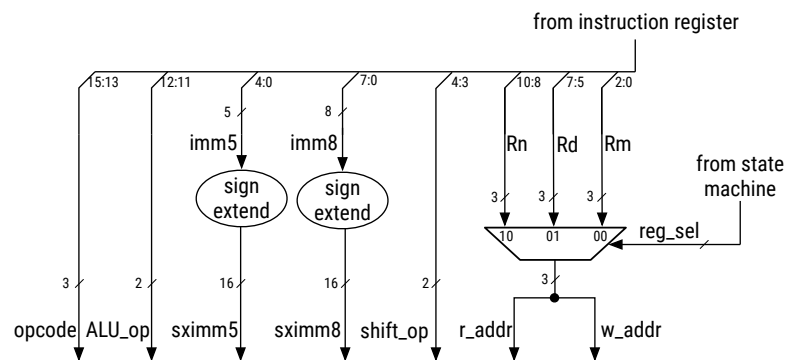 from instruction register
15:13
12:11
4:0
7:0
4:3
10:8
7:5
2:0
5
8
imm5
imm8
Rn
Rd
Rm
from state
machine
sign
extend
sign
extend
3
3
3
10
01
00
reg_sel
3
2
16
16
2
3
opcode
ALU_op
sximm5
sximm8
shift_op
r_addr
w_addr